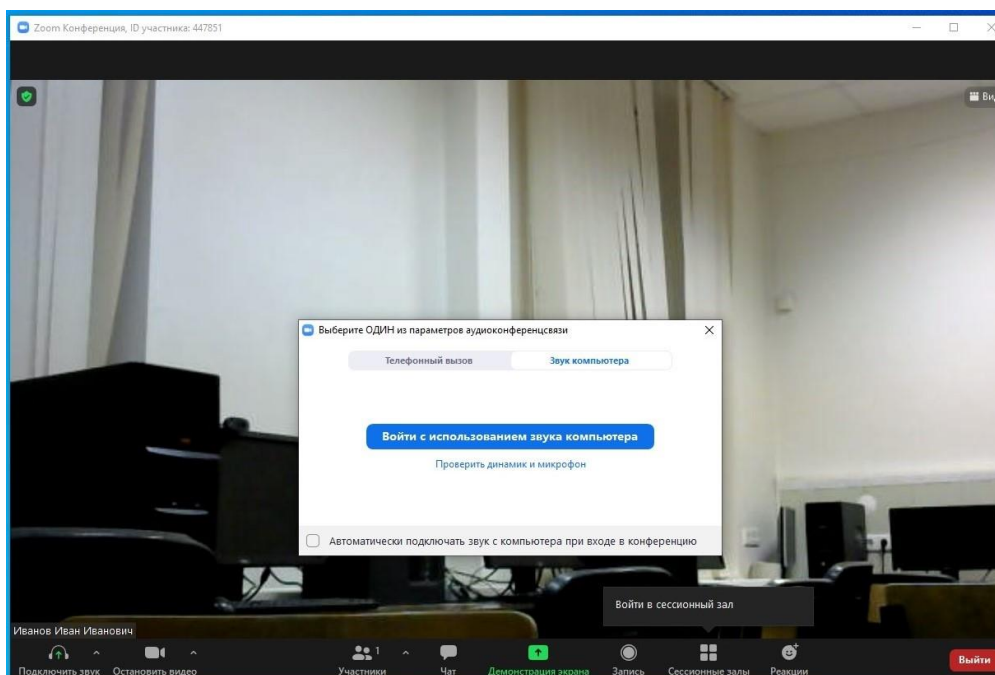 Zoom Конференция, ID участника: 447851
Выберите ОДИН из параметров аудиоконференцсвязи
Телефонный вызов
Звук компьютера
Войти с использованием звука компьютера
Проверить динамик и микрофон
Автоматически подключать звук с компьютера при входе в конференцию
Войти в сессионный зал
Иванов Иван Иванович
1
Подключить звук
Остановить видео
Участники
Чат
Демонстрация экрана
Запись
Сессионные залы
Реакции
Выйти